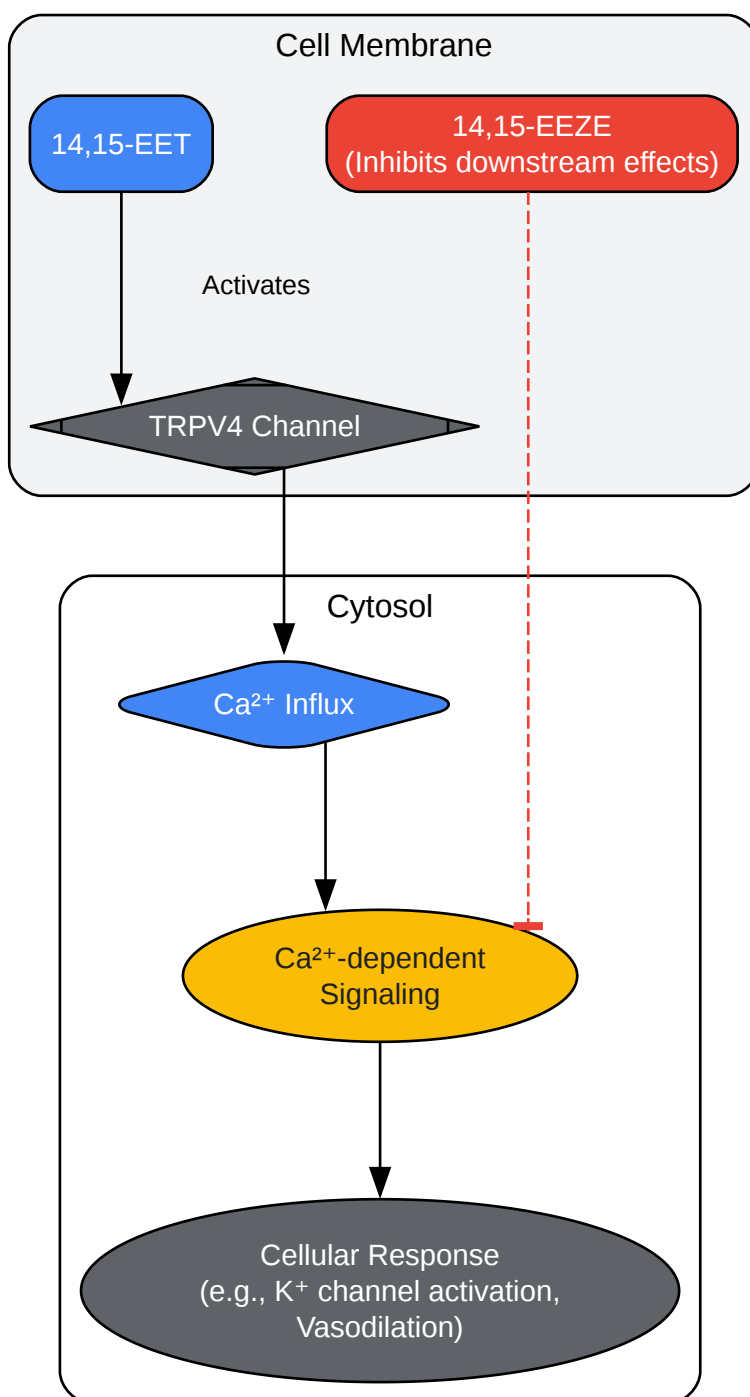 Cell Membrane
14,15-EET
14,15-EEZE
(Inhibits downstream effects)
Activates
TRPV4 Channel
Cytosol
Ca²⁺ Influx
Ca²⁺-dependent
Signaling
Cellular Response
(e.g., K⁺ channel activation,
Vasodilation)